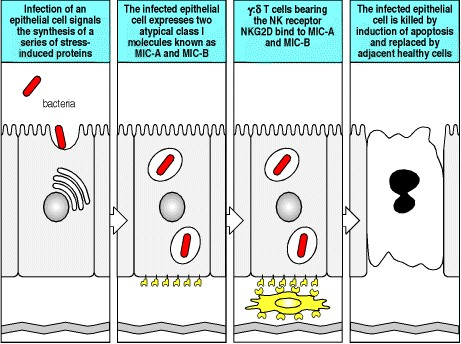 Infection of an
epithelial cell signals
the synthesis of a
series of stress-
induced proteins
The infected epithelial
cell expresses two
atypical class I
molecules known as
MIC-A and MIC-B
γ:δ T cells bearing
the NK receptor
NKG2D bind to MIC-A
and MIC-B
The infected epithelial
cell is killed by
induction of apoptosis
and replaced by
adjacent healthy cells
bacteria